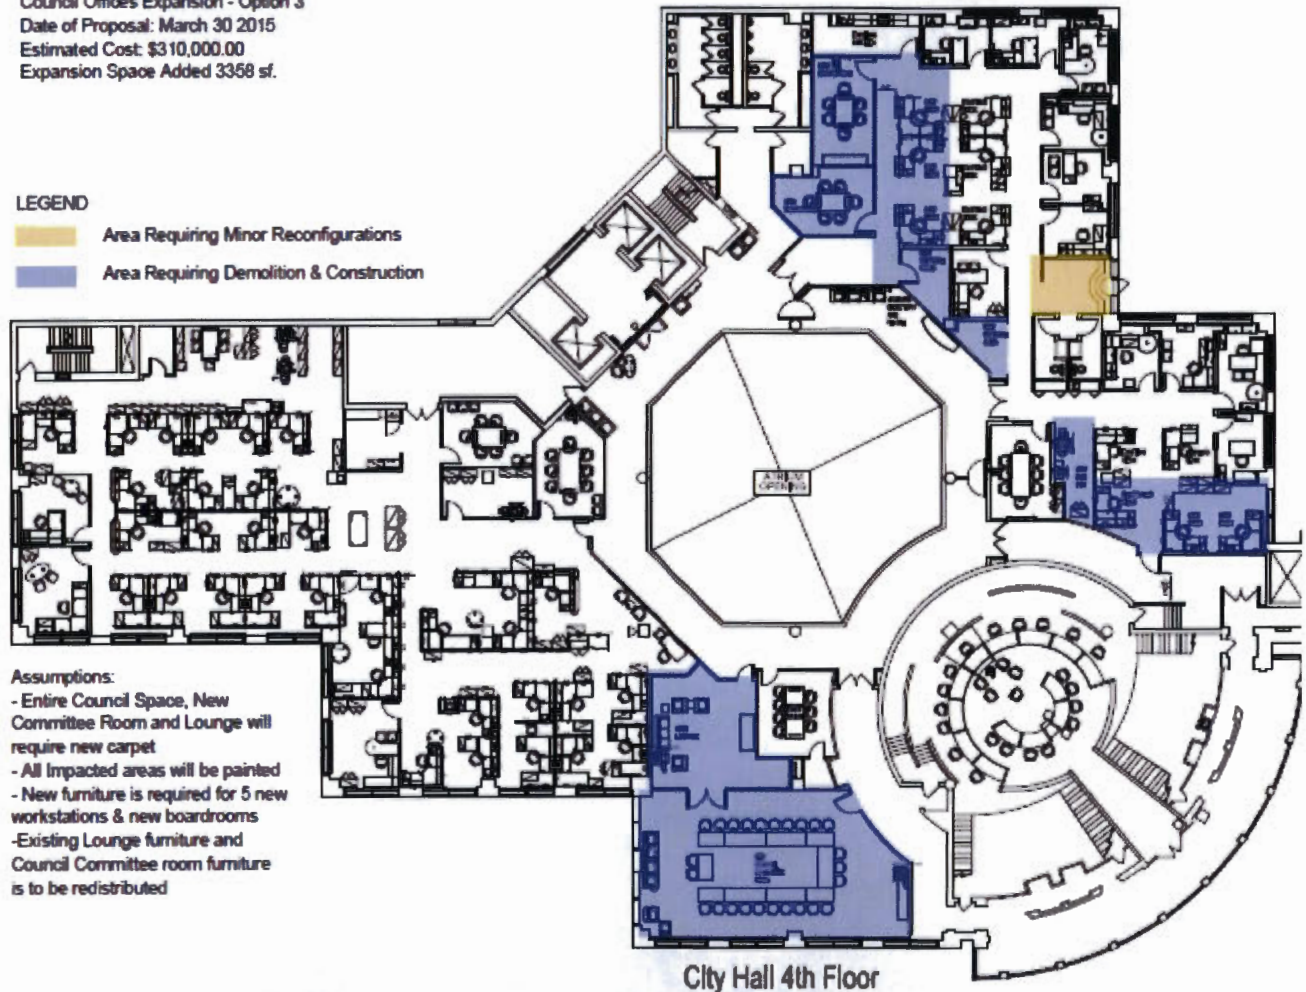 Council Offices Expansion - Option 3
Date of Proposal: March 30 2015
Estimated Cost: $310,000.00
Expansion Space Added 3358 sf.
LEGEND
Area Requiring Minor Reconfigurations
Area Requiring Demolition & Construction
ATRIUM
OPENING
Assumptions:
- Entire Council Space, New
Committee Room and Lounge will
require new carpet
- All Impacted areas will be painted
- New furniture is required for 5 new
workstations & new boardrooms
-Existing Lounge furniture and
Council Committee room furniture
is to be redistributed
City Hall 4th Floor